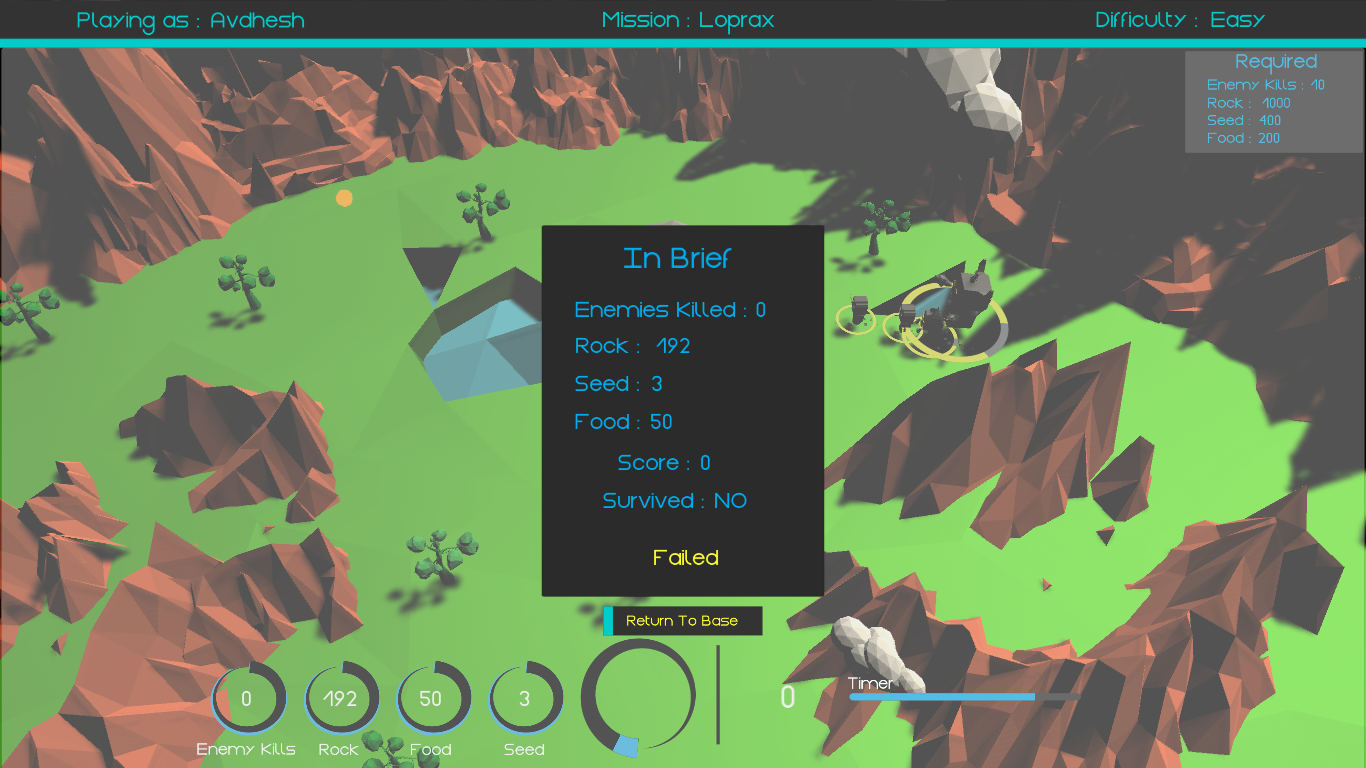 Playing as : Avdhesh
Mission : Loprax
Difficulty : Easy
Required
Enemy Kills : 10
Rock : 1000
Seed : 400
Food : 200
In Brief
Enemies Killed : 0
Rock : 192
Seed : 3
Food : 50
Score : 0
Survived : NO
Failed
Return To Base
0
192
50
3
0
Timer
Enemy Kills
Rock
Food
Seed